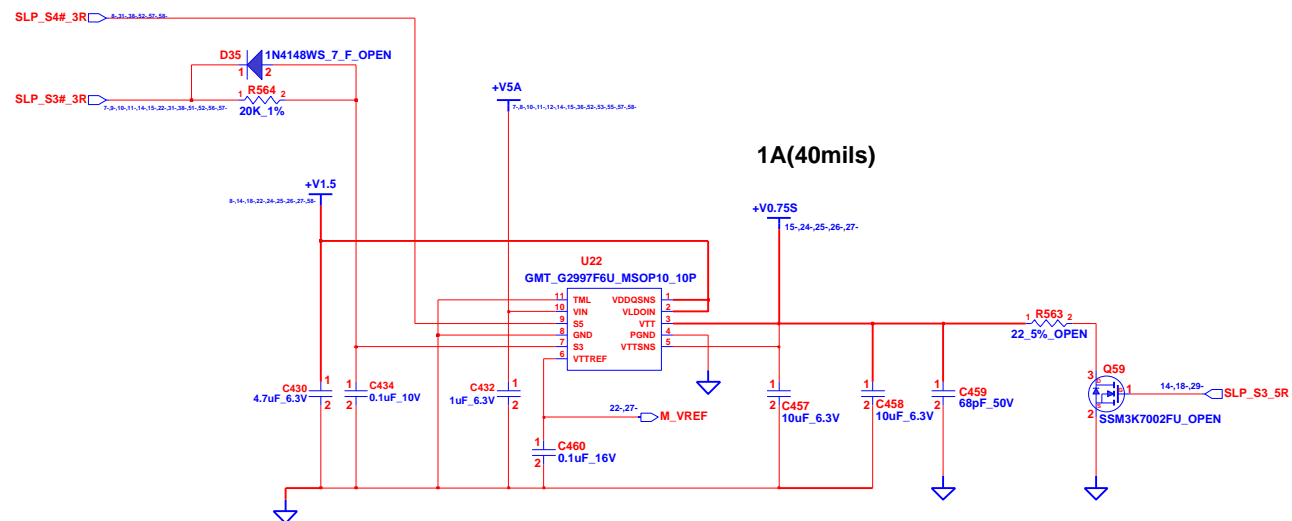 SLP_S4#_3R
8-,31-,38-,52-,57-,58-
D35
1N4148WS_7_F_OPEN
1
2
SLP_S3#_3R
1
R564
2
7-,9-,10-,11-,14-,15-,22-,31-,38-,51-,52-,56-,57-
20K_1%
+V5A
7-,8-,10-,11-,12-,14-,15-,36-,52-,53-,55-,57-,58-
1A(40mils)
+V1.5
8-,14-,18-,22-,24-,25-,26-,27-,58-
+V0.75S
15-,24-,25-,26-,27-
U22
GMT_G2997F6U_MSOP10_10P
11 TML VDDQSNS 1
10 VIN VLDOIN 2
9 S5 VTT 3
8 GND PGND 4
7 S3 VTTSNS 5
6 VTTREF
1 R563 2
22_5%_OPEN
C430
1
2
4.7uF_6.3V
1
2
C434
0.1uF_10V
C432
1
2
1uF_6.3V
22-,27-
M_VREF
1
2
C460
0.1uF_16V
1
2
C457
10uF_6.3V
1
2
C458
10uF_6.3V
1
2
C459
68pF_50V
3
Q59
1
2
SSM3K7002FU_OPEN
14-,18-,29-
SLP_S3_5R